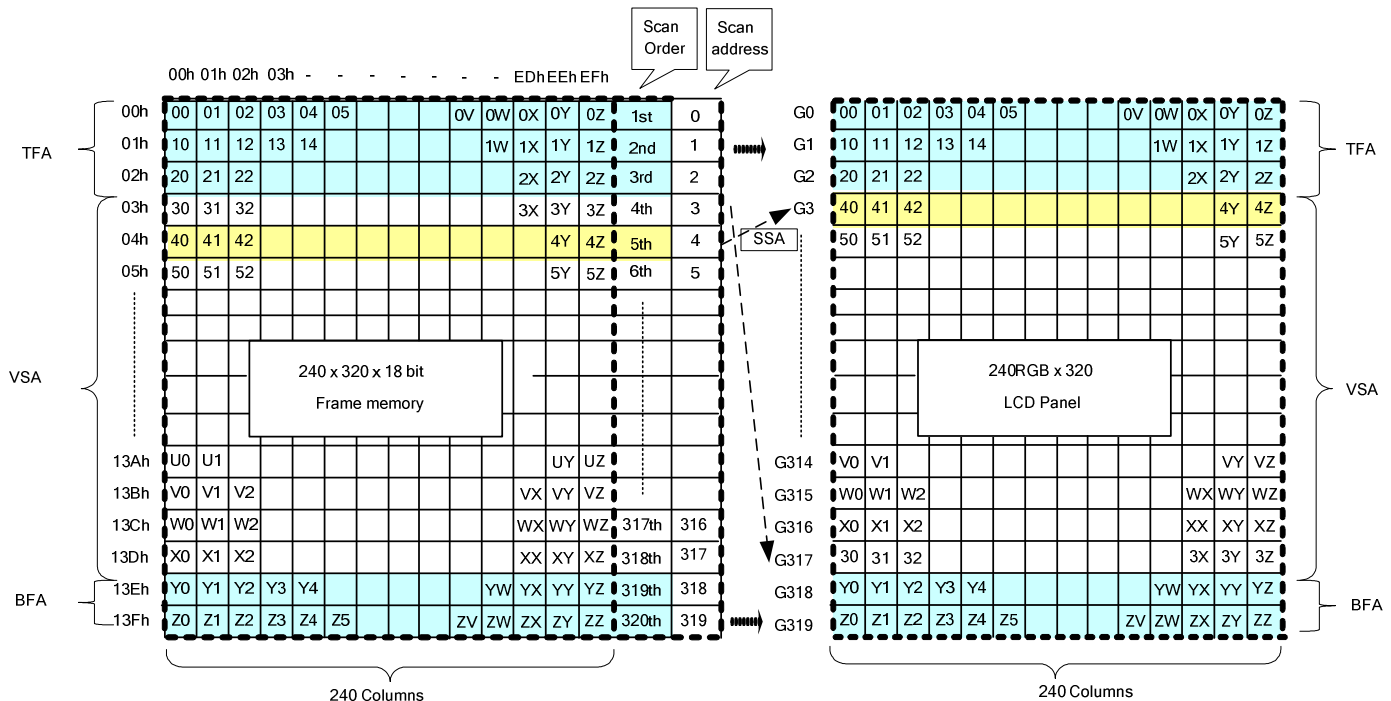 Scan Order
Scan address
00h 01h 02h 03h - - - - - - - EDh EEh EFh
00h 00 01 02 03 04 05 0V 0W 0X 0Y 0Z 1st 0 G0 00 01 02 03 04 05 0V 0W 0X 0Y 0Z
TFA 01h 10 11 12 13 14 1W 1X 1Y 1Z 2nd 1 G1 10 11 12 13 14 1W 1X 1Y 1Z TFA
02h 20 21 22 2X 2Y 2Z 3rd 2 G2 20 21 22 2X 2Y 2Z
03h 30 31 32 3X 3Y 3Z 4th 3 G3 40 41 42 4Y 4Z
04h 40 41 42 4Y 4Z 5th 4 SSA 50 51 52 5Y 5Z
05h 50 51 52 5Y 5Z 6th 5
VSA
240 x 320 x 18 bit
Frame memory
240RGB x 320
LCD Panel
VSA
13Ah U0 U1 UY UZ G314 V0 V1 VY VZ
13Bh V0 V1 V2 VX VY VZ G315 W0 W1 W2 WX WY WZ
13Ch W0 W1 W2 WX WY WZ 317th 316 G316 X0 X1 X2 XX XY XZ
13Dh X0 X1 X2 XX XY XZ 318th 317 G317 30 31 32 3X 3Y 3Z
BFA 13Eh Y0 Y1 Y2 Y3 Y4 YW YX YY YZ 319th 318 G318 Y0 Y1 Y2 Y3 Y4 YW YX YY YZ BFA
13Fh Z0 Z1 Z2 Z3 Z4 Z5 ZV ZW ZX ZY ZZ 320th 319 G319 Z0 Z1 Z2 Z3 Z4 Z5 ZV ZW ZX ZY ZZ
240 Columns
240 Columns